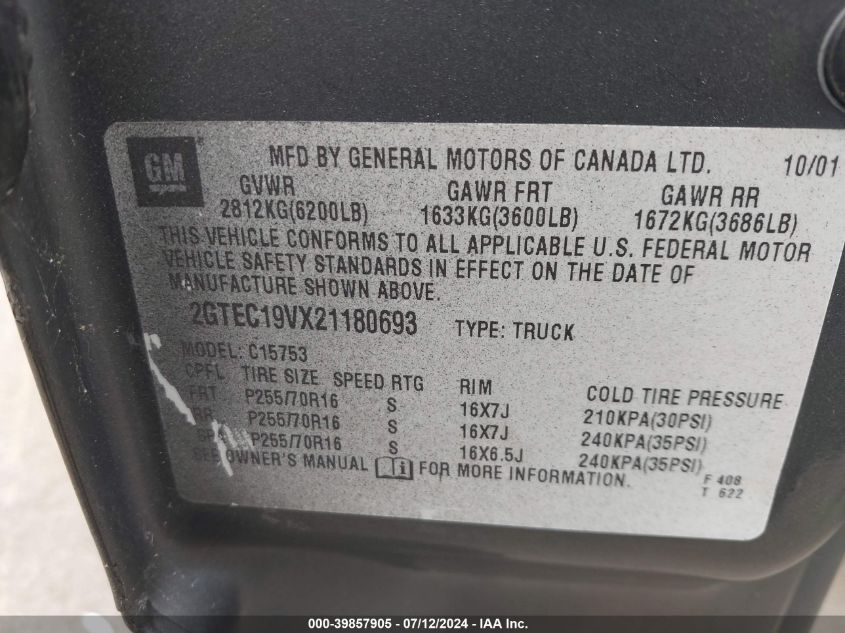 GM MFD BY GENERAL MOTORS OF CANADA LTD. 10/01
GVWR GAWR FRT GAWR RR
2812KG(6200LB) 1633KG(3600LB) 1672KG(3686LB)
THIS VEHICLE CONFORMS TO ALL APPLICABLE U.S. FEDERAL MOTOR
VEHICLE SAFETY STANDARDS IN EFFECT ON THE DATE OF
MANUFACTURE SHOWN ABOVE.
2GTEC19VX21180693 TYPE: TRUCK
MODEL: C15753
CPFL TIRE SIZE SPEED RTG RIM COLD TIRE PRESSURE
FRT P255/70R16 S 16X7J 210KPA(30PSI)
RR P255/70R16 S 16X7J 240KPA(35PSI)
SPA P255/70R16 S 16X6.5J 240KPA(35PSI)
SEE OWNER'S MANUAL FOR MORE INFORMATION.
F 408
T 622
000-39857905 - 07/12/2024 - IAA Inc.